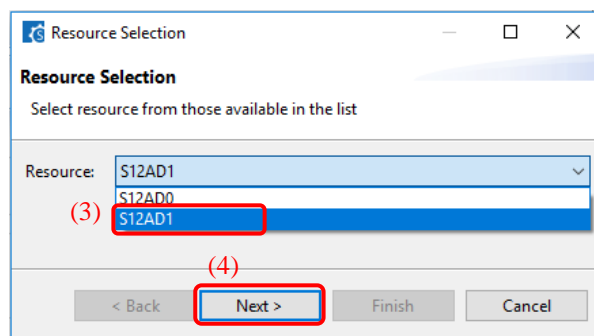 Resource Selection
Resource Selection
Select resource from those available in the list
Resource: S12AD1
S12AD0
(3) S12AD1
(4)
< Back Next > Finish Cancel